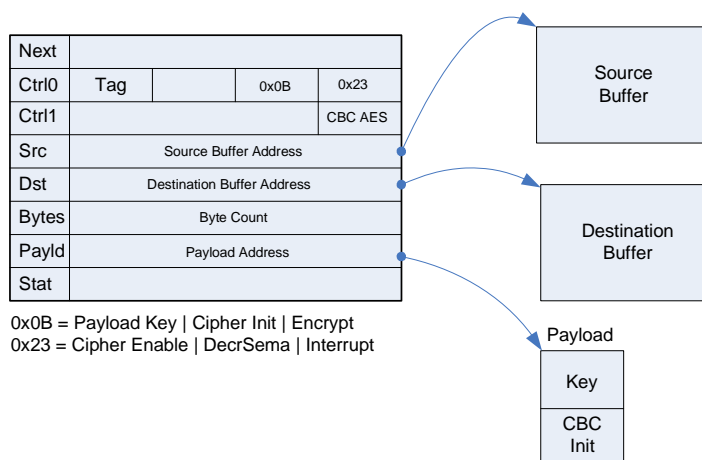 Next
Ctrl0 Tag 0x0B 0x23
Ctrl1 CBC AES
Src Source Buffer Address
Dst Destination Buffer Address
Bytes Byte Count
Payld Payload Address
Stat
0x0B = Payload Key | Cipher Init | Encrypt
0x23 = Cipher Enable | DecrSema | Interrupt
Source
Buffer
Destination
Buffer
Payload
Key
CBC
Init